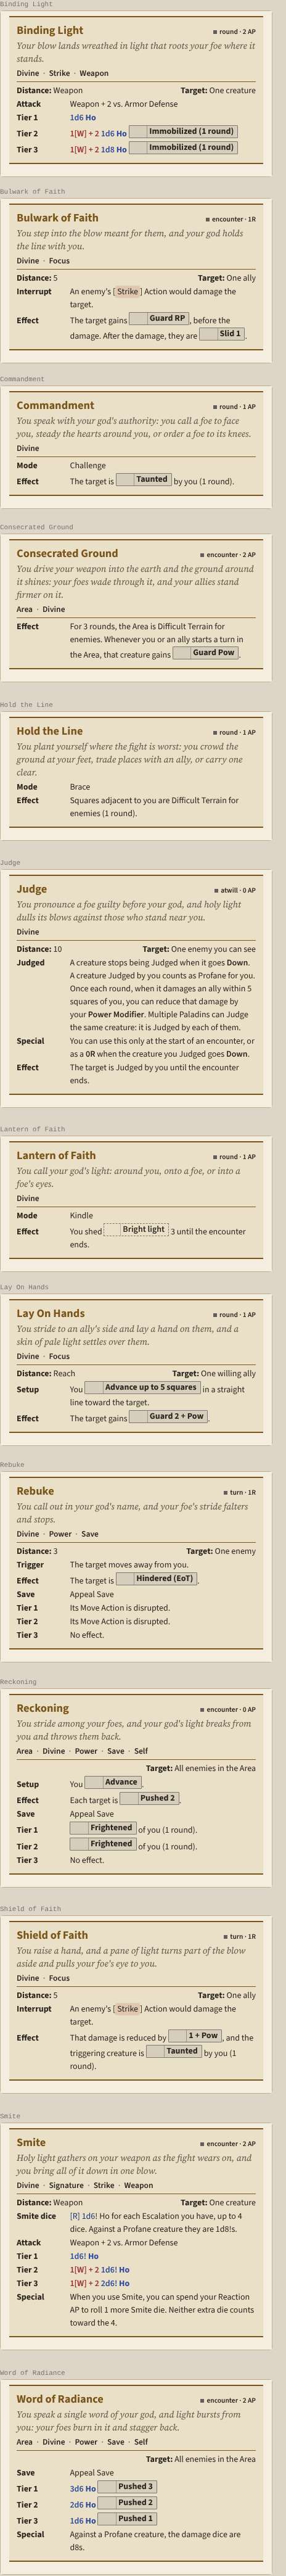 Binding Light
Binding Light
■ round · 2 AP
Your blow lands wreathed in light that roots your foe where it
stands.
Divine · Strike · Weapon
Distance: Weapon Target: One creature
Attack Weapon + 2 vs. Armor Defense
Tier 1 1d6 Ho
Tier 2 1[W] + 2 1d6 Ho Immobilized (1 round)
Tier 3 1[W] + 2 1d8 Ho Immobilized (1 round)
Bulwark of Faith
Bulwark of Faith
■ encounter · 1R
You step into the blow meant for them, and your god holds
the line with you.
Divine · Focus
Distance: 5 Target: One ally
Interrupt An enemy's [Strike] Action would damage the
target.
Effect The target gains Guard RP, before the
damage. After the damage, they are Slid 1.
Commandment
Commandment
■ round · 1 AP
You speak with your god's authority: you call a foe to face
you, steady the hearts around you, or order a foe to its knees.
Divine
Mode Challenge
Effect The target is Taunted by you (1 round).
Consecrated Ground
Consecrated Ground
■ encounter · 2 AP
You drive your weapon into the earth and the ground around
it shines: your foes wade through it, and your allies stand
firmer on it.
Area · Divine
Effect For 3 rounds, the Area is Difficult Terrain for
enemies. Whenever you or an ally starts a turn in
the Area, that creature gains Guard Pow.
Hold the Line
Hold the Line
■ round · 1 AP
You plant yourself where the fight is worst: you crowd the
ground at your feet, trade places with an ally, or carry one
clear.
Mode Brace
Effect Squares adjacent to you are Difficult Terrain for
enemies (1 round).
Judge
Judge
■ atwill · 0 AP
You pronounce a foe guilty before your god, and holy light
dulls its blows against those who stand near you.
Divine
Distance: 10 Target: One enemy you can see
Judged A creature stops being Judged when it goes Down.
A creature Judged by you counts as Profane for you.
Once each round, when it damages an ally within 5
squares of you, you can reduce that damage by
your Power Modifier. Multiple Paladins can Judge
the same creature: it is Judged by each of them.
Special You can use this only at the start of an encounter, or
as a 0R when the creature you Judged goes Down.
Effect The target is Judged by you until the encounter
ends.
Lantern of Faith
Lantern of Faith
■ round · 1 AP
You call your god's light: around you, onto a foe, or into a
foe's eyes.
Divine
Mode Kindle
Effect You shed Bright light 3 until the encounter
ends.
Lay On Hands
Lay On Hands
■ round · 1 AP
You stride to an ally's side and lay a hand on them, and a
skin of pale light settles over them.
Divine · Focus
Distance: Reach Target: One willing ally
Setup You Advance up to 5 squares in a straight
line toward the target.
Effect The target gains Guard 2 + Pow.
Rebuke
Rebuke
■ turn · 1R
You call out in your god's name, and your foe's stride falters
and stops.
Divine · Power · Save
Distance: 3 Target: One enemy
Trigger The target moves away from you.
Effect The target is Hindered (EoT).
Save Appeal Save
Tier 1 Its Move Action is disrupted.
Tier 2 Its Move Action is disrupted.
Tier 3 No effect.
Reckoning
Reckoning
■ encounter · 0 AP
You stride among your foes, and your god's light breaks from
you and throws them back.
Area · Divine · Power · Save · Self
Target: All enemies in the Area
Setup You Advance.
Effect Each target is Pushed 2.
Save Appeal Save
Tier 1 Frightened of you (1 round).
Tier 2 Frightened of you (1 round).
Tier 3 No effect.
Shield of Faith
Shield of Faith
■ turn · 1R
You raise a hand, and a pane of light turns part of the blow
aside and pulls your foe's eye to you.
Divine · Focus
Distance: 5 Target: One ally
Interrupt An enemy's [Strike] Action would damage the
target.
Effect That damage is reduced by 1 + Pow, and the
triggering creature is Taunted by you (1
round).
Smite
Smite
■ encounter · 2 AP
Holy light gathers on your weapon as the fight wears on, and
you bring all of it down in one blow.
Divine · Signature · Strike · Weapon
Distance: Weapon Target: One creature
Smite dice [R] 1d6! Ho for each Escalation you have, up to 4
dice. Against a Profane creature they are 1d8!s.
Attack Weapon + 2 vs. Armor Defense
Tier 1 1d6! Ho
Tier 2 1[W] + 2 1d6! Ho
Tier 3 1[W] + 2 2d6! Ho
Special When you use Smite, you can spend your Reaction
AP to roll 1 more Smite die. Neither extra die counts
toward the 4.
Word of Radiance
Word of Radiance
■ encounter · 2 AP
You speak a single word of your god, and light bursts from
you: your foes burn in it and stagger back.
Area · Divine · Power · Save · Self
Target: All enemies in the Area
Save Appeal Save
Tier 1 3d6 Ho Pushed 3
Tier 2 2d6 Ho Pushed 2
Tier 3 1d6 Ho Pushed 1
Special Against a Profane creature, the damage dice are
d8s.